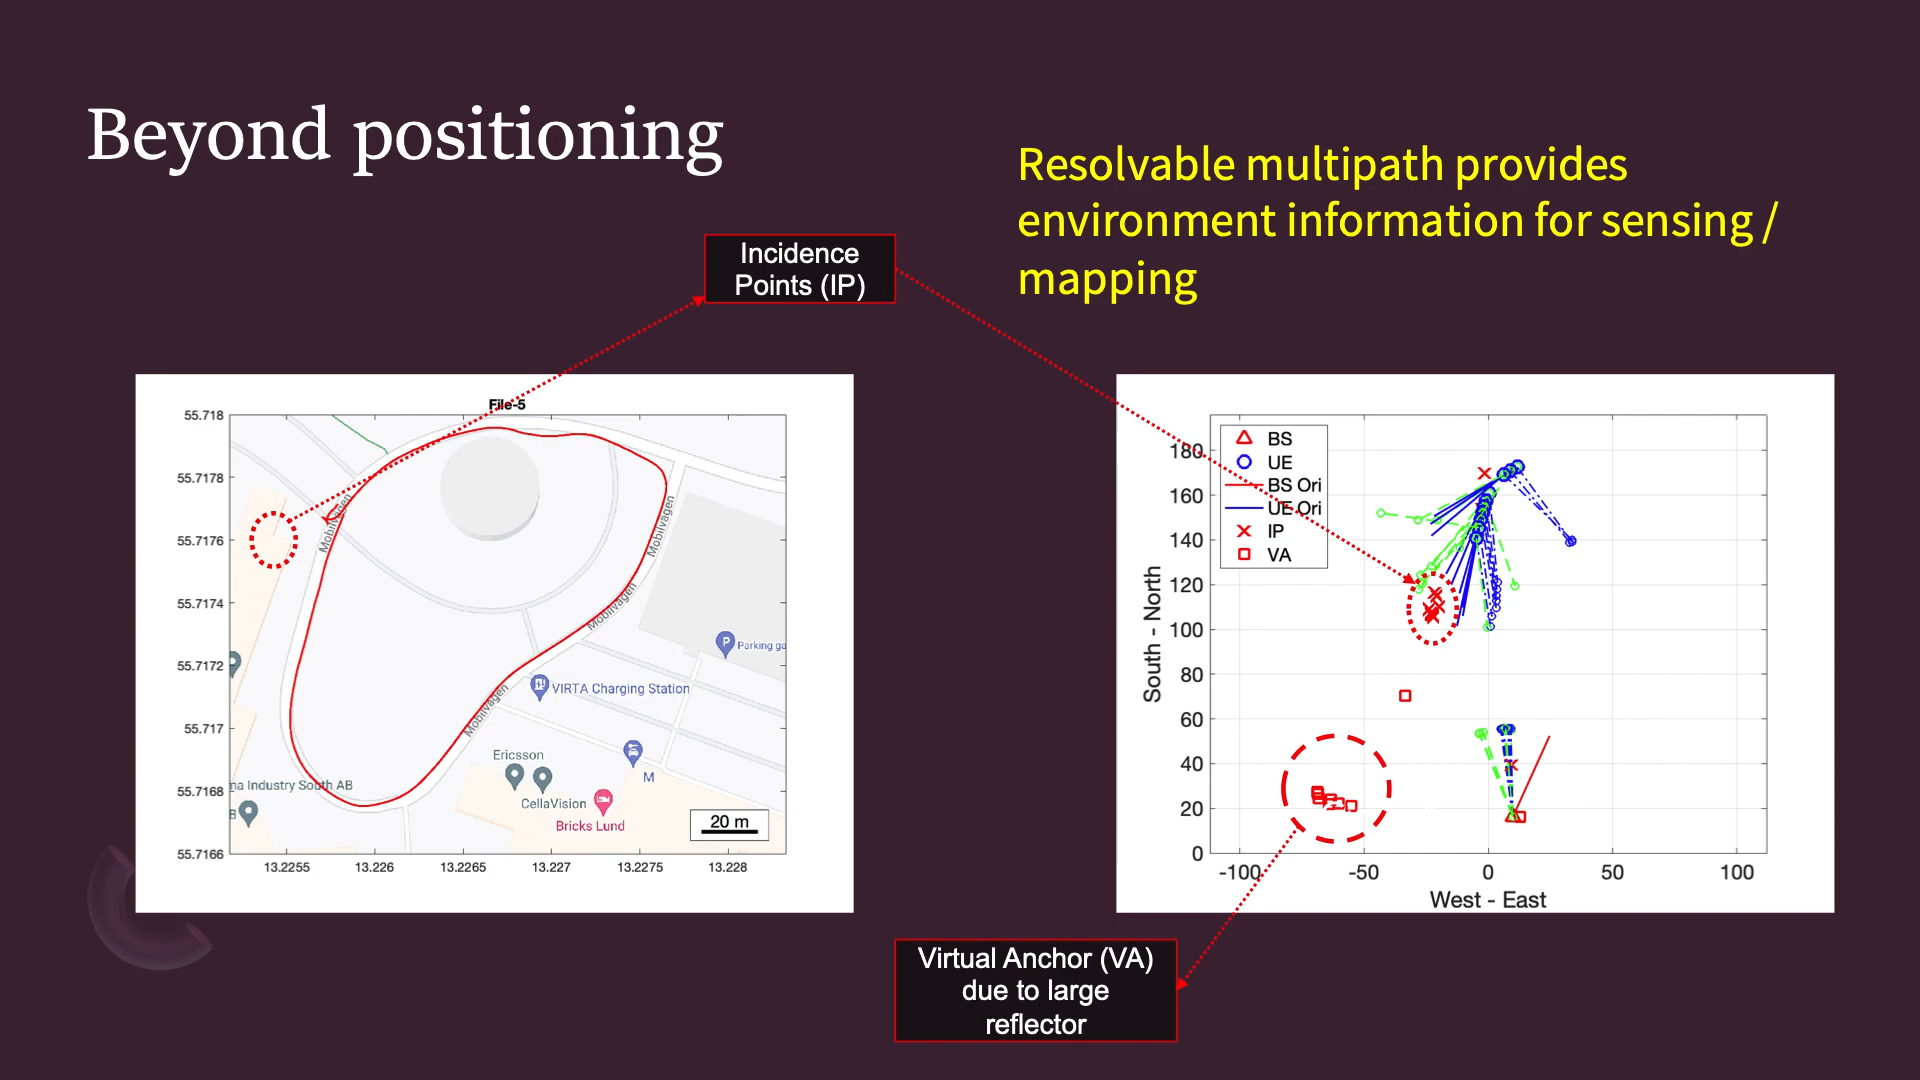 Beyond positioning
Resolvable multipath provides
environment information for sensing /
mapping
Incidence
Points (IP)
File-5
55.718
55.7178
55.7176
55.7174
55.7172
55.717
55.7168
55.7166
13.2255
13.226
13.2265
13.227
13.2275
13.228
Mobilvägen
Mobilvägen
Mobilvägen
Mobilvägen
P
Parking ga
VIRTA Charging Station
Ericsson
M
na Industry South AB
B
CellaVision
Bricks Lund
20 m
BS
UE
BS Ori
UE Ori
IP
VA
180
160
140
120
100
80
60
40
20
0
South - North
-100
-50
0
50
100
West - East
Virtual Anchor (VA)
due to large
reflector